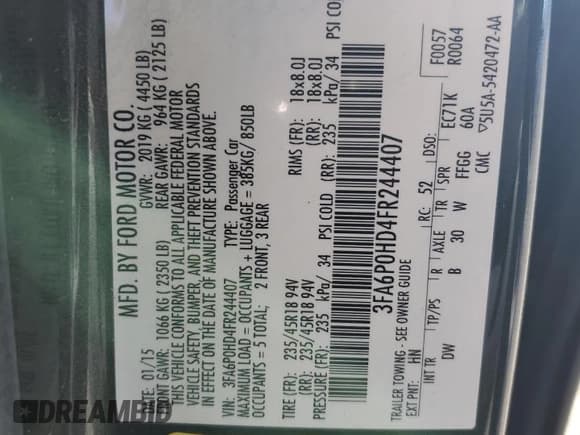 MFD. BY FORD MOTOR CO.
DATE: 01/15 GVWR: 2019 KG ( 4450 LB)
FRONT GAWR: 1066 KG ( 2350 LB) REAR GAWR: 964 KG ( 2125 LB)
THIS VEHICLE CONFORMS TO ALL APPLICABLE FEDERAL MOTOR
VEHICLE SAFETY, BUMPER, AND THEFT PREVENTION STANDARDS
IN EFFECT ON THE DATE OF MANUFACTURE SHOWN ABOVE.
VIN: 3FA6P0HD4FR244407 TYPE: Passenger Car
MAXIMUM LOAD = OCCUPANTS + LUGGAGE = 385KG/ 850LB
OCCUPANTS = 5 TOTAL: 2 FRONT, 3 REAR
TIRE (FR): 235/45R18 94V RIMS (FR): 18x8.0J
(RR): 235/45R18 94V (RR): 18x8.0J
PRESSURE (FR): 235 kPa/ 34 PSI COLD (RR): 235 kPa/ 34 PSI CO
3FA6P0HD4FR244407
F0057
R0064
TRAILER TOWING - SEE OWNER GUIDE
EXT PNT: HN RC: 52 DSO: EC71K
INT TR TP/PS R AXLE TR SPR 60A
DW B 30 W FFGG
CMC ▽5U5A-5420472-AA
DREAMBID